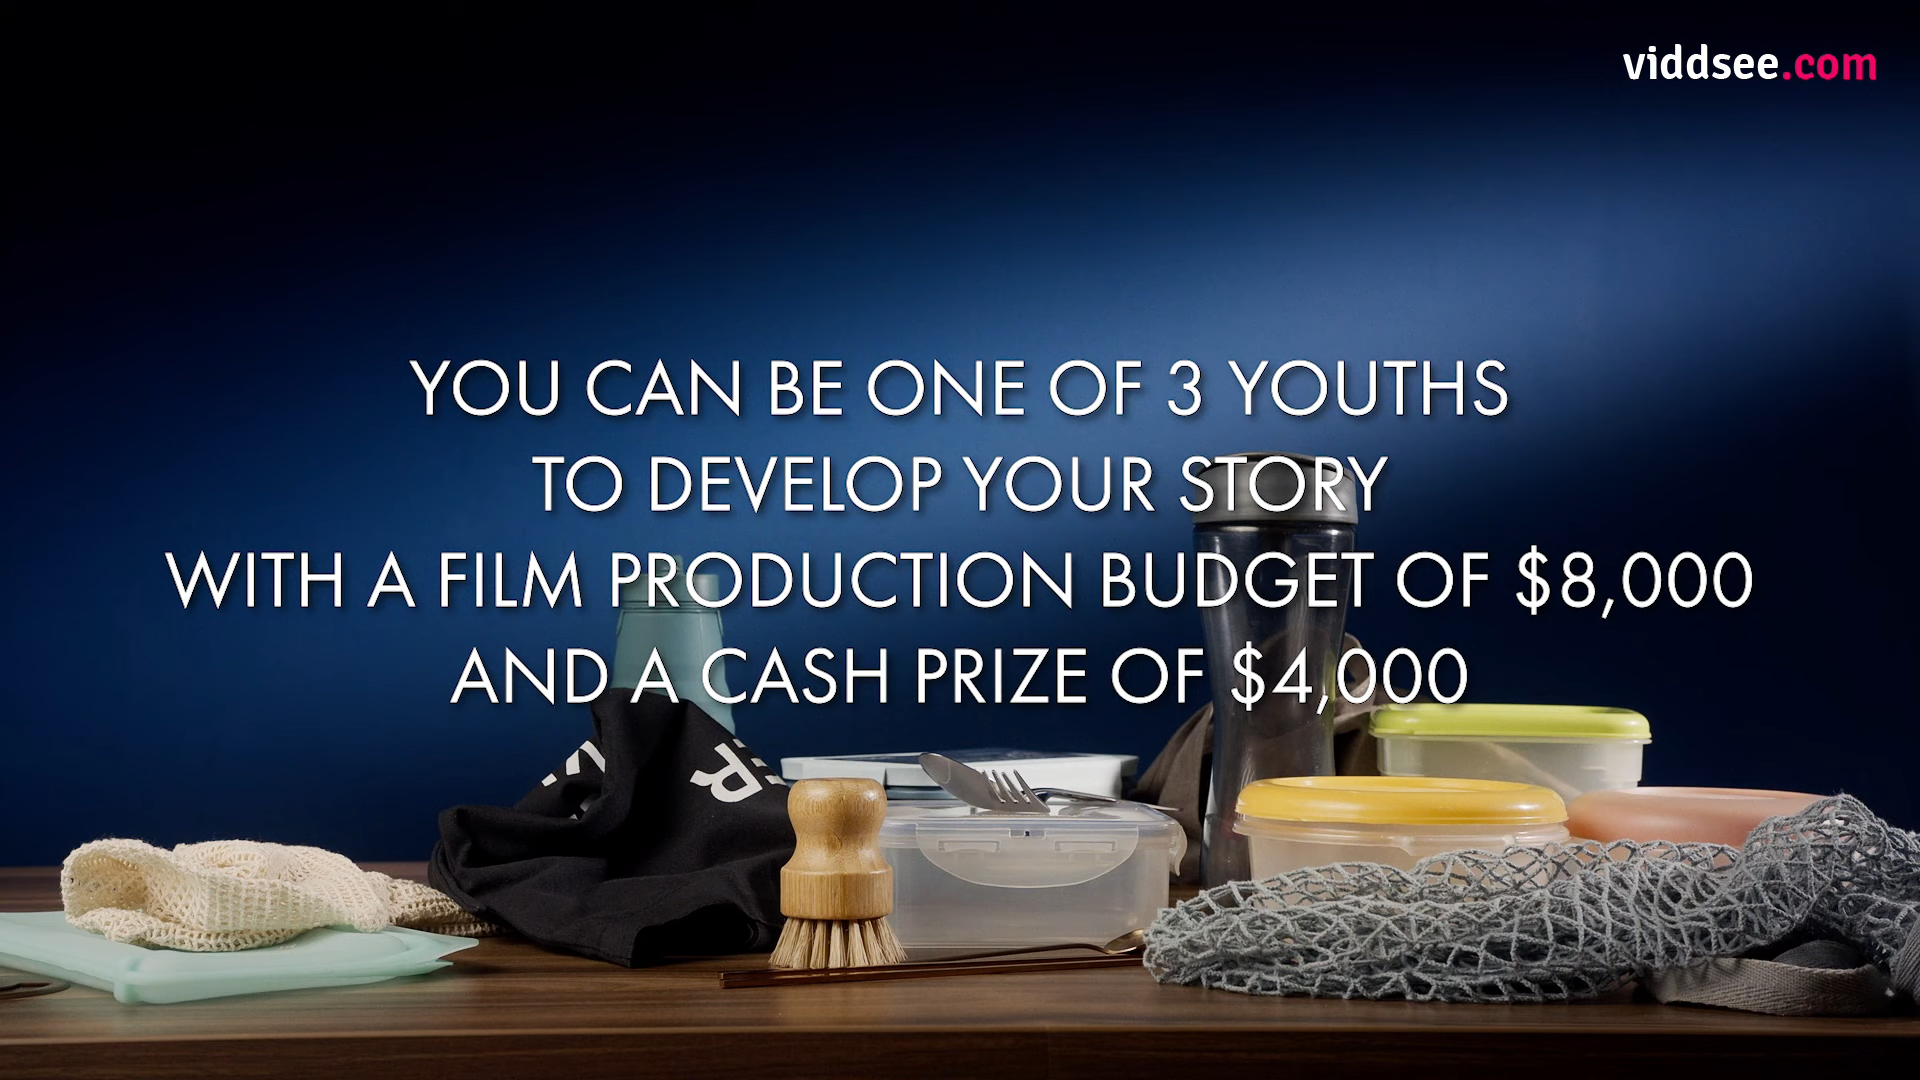 viddsee.com
YOU CAN BE ONE OF 3 YOUTHS
TO DEVELOP YOUR STORY
WITH A FILM PRODUCTION BUDGET OF $8,000
AND A CASH PRIZE OF $4,000